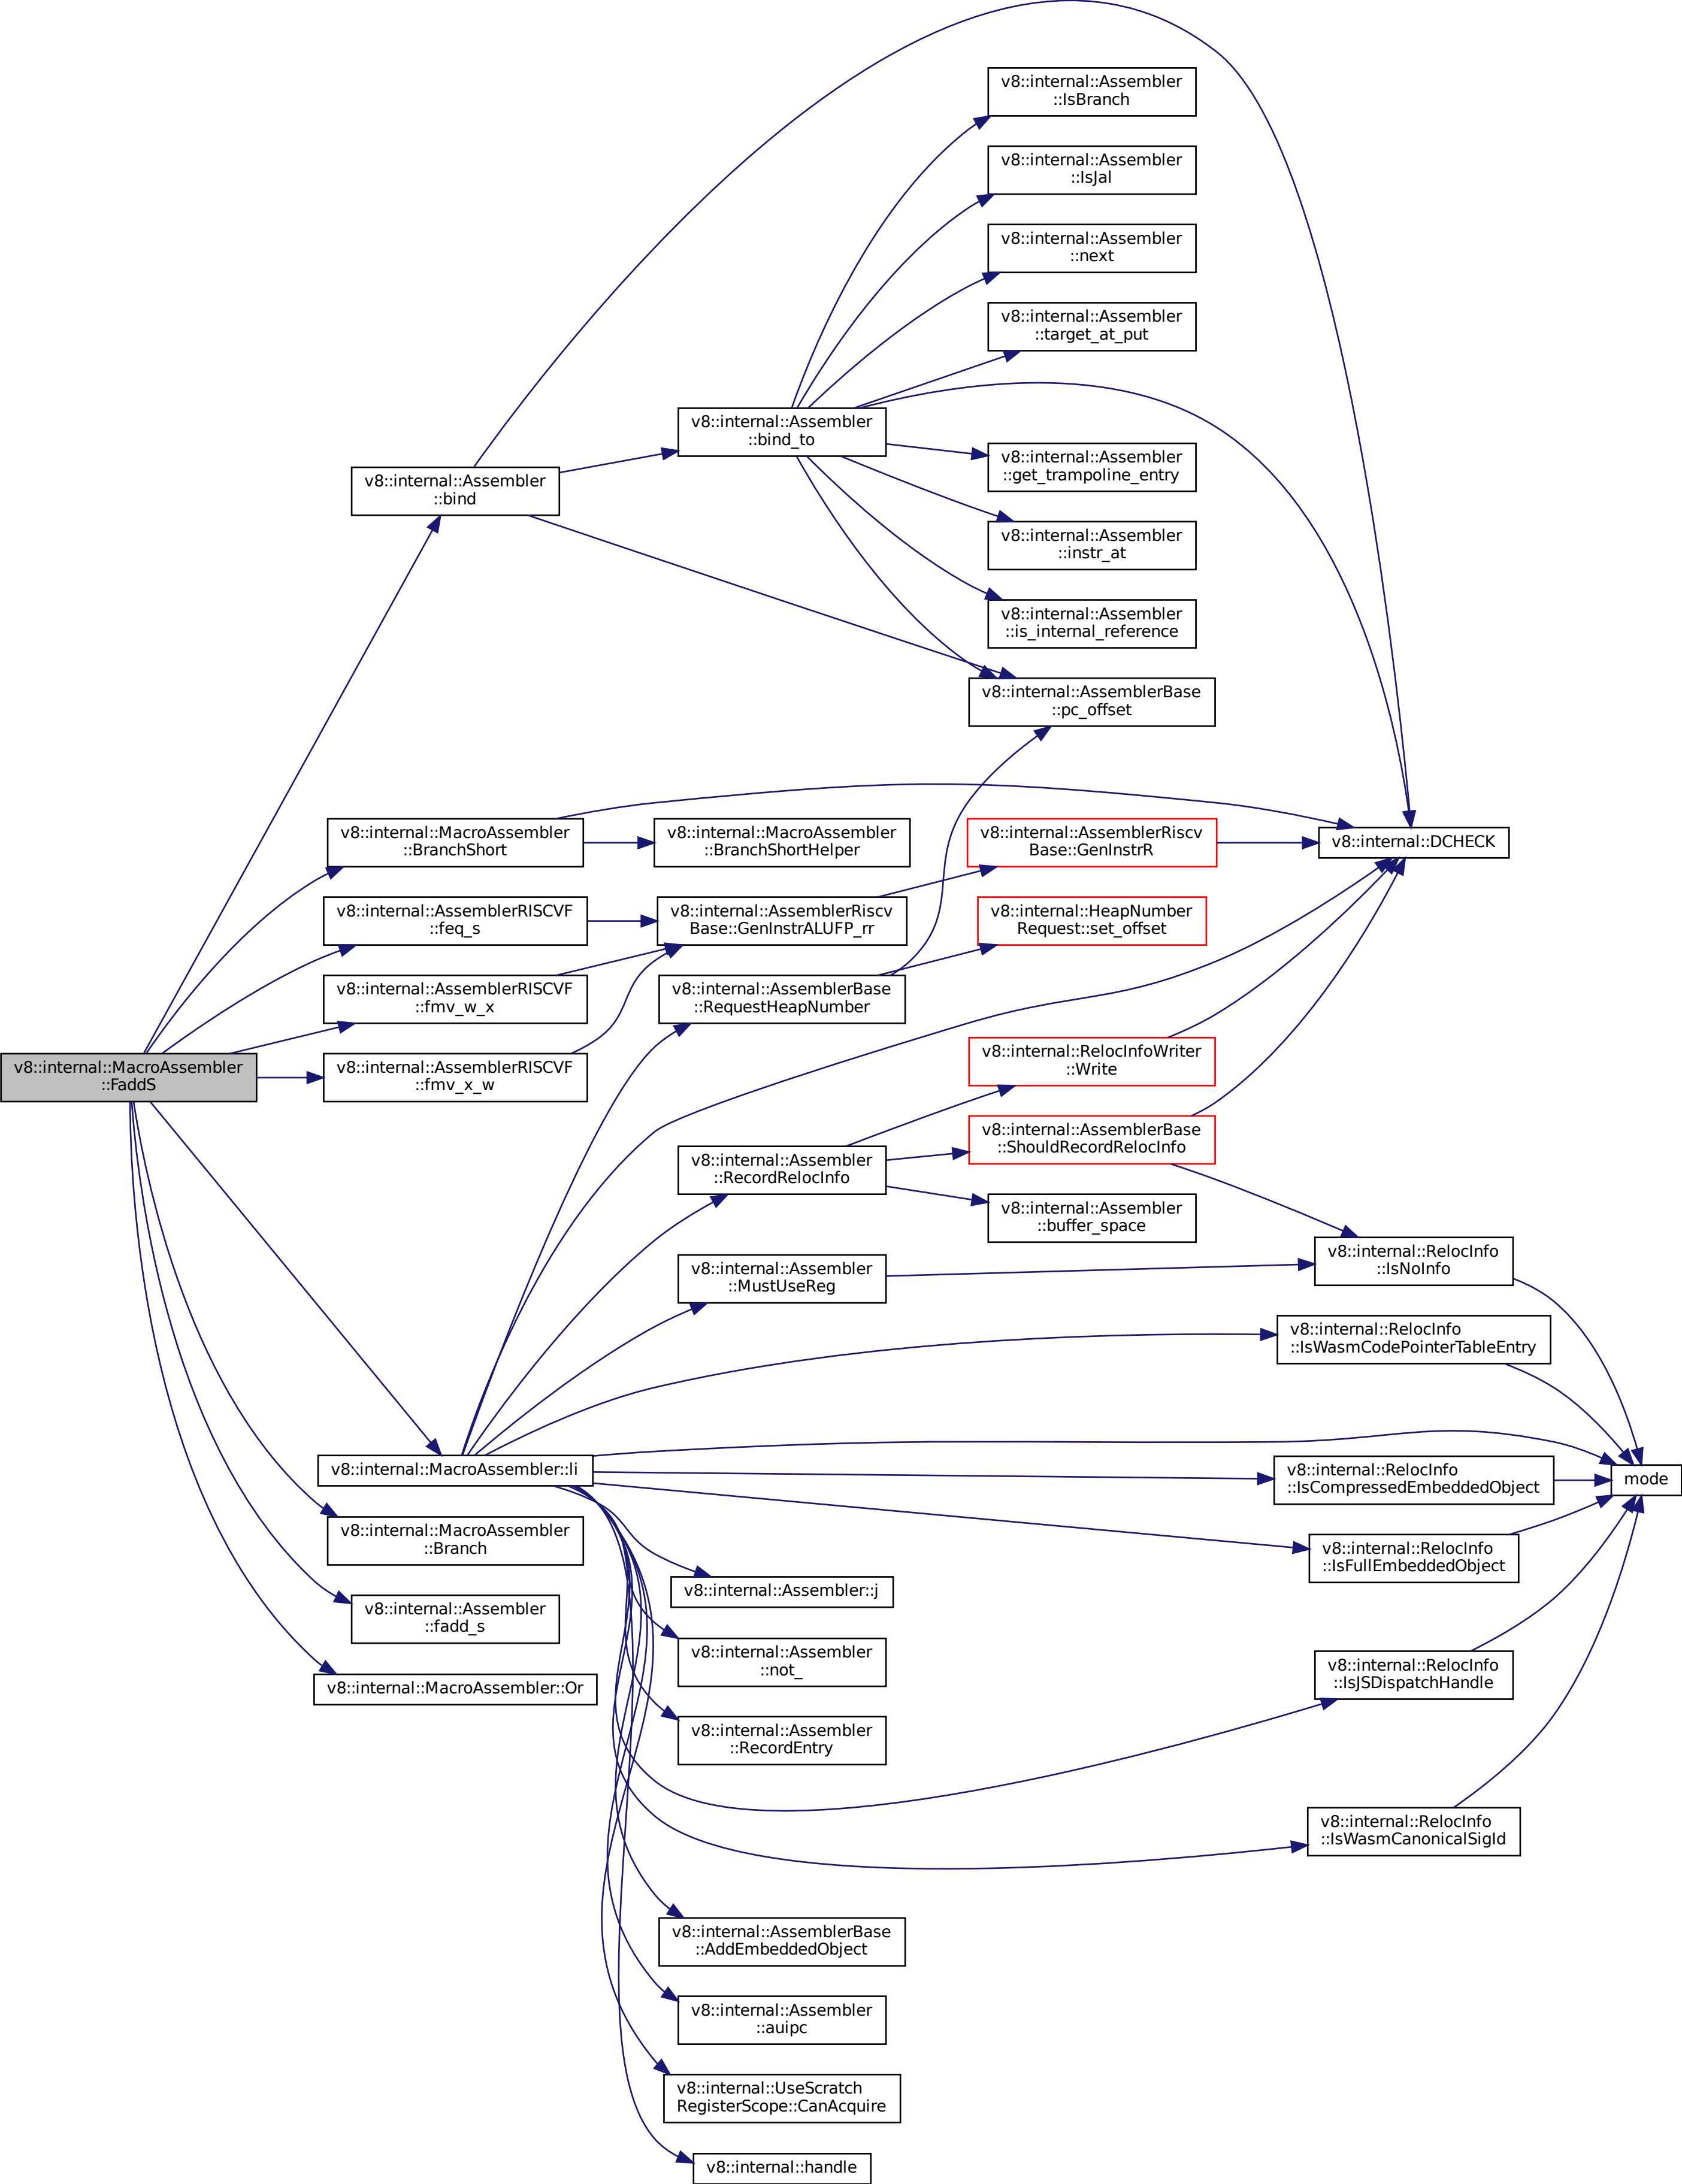 v8::internal::Assembler
::IsBranch
v8::internal::Assembler
::IsJal
v8::internal::Assembler
::next
v8::internal::Assembler
::target_at_put
v8::internal::Assembler
::bind_to
v8::internal::Assembler
::get_trampoline_entry
v8::internal::Assembler
::bind
v8::internal::Assembler
::instr_at
v8::internal::Assembler
::is_internal_reference
v8::internal::AssemblerBase
::pc_offset
v8::internal::MacroAssembler
::BranchShort
v8::internal::MacroAssembler
::BranchShortHelper
v8::internal::AssemblerRiscv
Base::GenInstrR
v8::internal::DCHECK
v8::internal::AssemblerRISCVF
::feq_s
v8::internal::AssemblerRiscv
Base::GenInstrALUFP_rr
v8::internal::HeapNumber
Request::set_offset
v8::internal::AssemblerRISCVF
::fmv_w_x
v8::internal::AssemblerBase
::RequestHeapNumber
v8::internal::MacroAssembler
::FaddS
v8::internal::AssemblerRISCVF
::fmv_x_w
v8::internal::RelocInfoWriter
::Write
v8::internal::AssemblerBase
::ShouldRecordRelocInfo
v8::internal::Assembler
::RecordRelocInfo
v8::internal::Assembler
::buffer_space
v8::internal::RelocInfo
::IsNoInfo
v8::internal::Assembler
::MustUseReg
v8::internal::RelocInfo
::IsWasmCodePointerTableEntry
v8::internal::MacroAssembler::li
v8::internal::RelocInfo
::IsCompressedEmbeddedObject
mode
v8::internal::MacroAssembler
::Branch
v8::internal::RelocInfo
::IsFullEmbeddedObject
v8::internal::Assembler::j
v8::internal::Assembler
::fadd_s
v8::internal::Assembler
::not_
v8::internal::RelocInfo
::IsJSDispatchHandle
v8::internal::MacroAssembler::Or
v8::internal::Assembler
::RecordEntry
v8::internal::RelocInfo
::IsWasmCanonicalSigId
v8::internal::AssemblerBase
::AddEmbeddedObject
v8::internal::Assembler
::auipc
v8::internal::UseScratch
RegisterScope::CanAcquire
v8::internal::handle